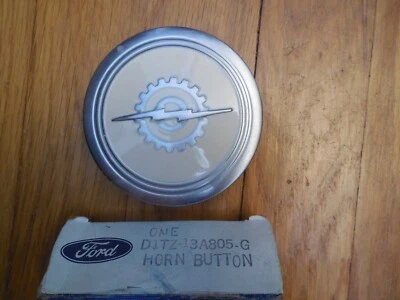 ONE
Ford
D1TZ-13A805-G
HORN BUTTON